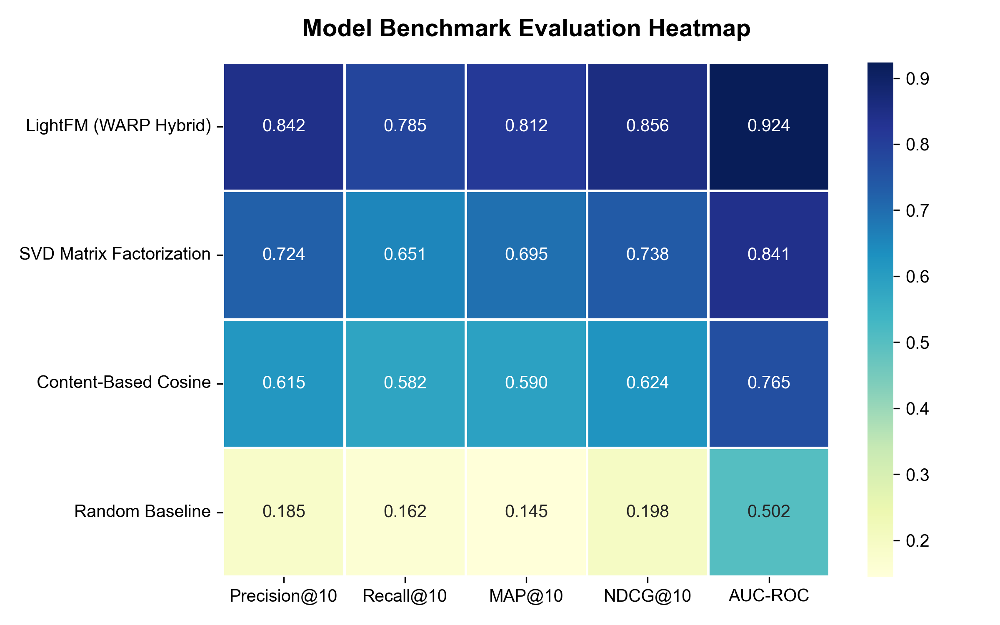 Model Benchmark Evaluation Heatmap
LightFM (WARP Hybrid) 0.842 0.785 0.812 0.856 0.924
SVD Matrix Factorization 0.724 0.651 0.695 0.738 0.841
Content-Based Cosine 0.615 0.582 0.590 0.624 0.765
Random Baseline 0.185 0.162 0.145 0.198 0.502
Precision@10 Recall@10 MAP@10 NDCG@10 AUC-ROC
0.9
0.8
0.7
0.6
0.5
0.4
0.3
0.2